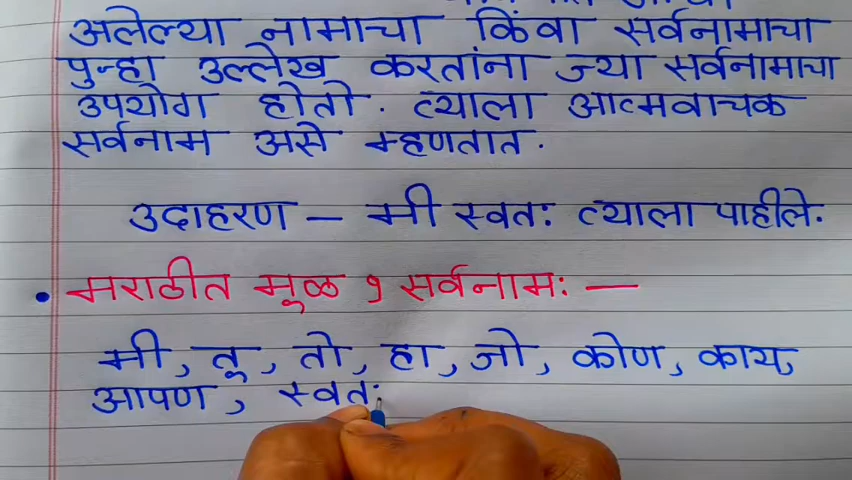 अलेल्या नामाचा किंवा सर्वनामाचा
पुन्हा उल्लेख करतांना ज्या सर्वनामाचा
उपयोग होतो. त्याला आत्मवाचक
सर्वनाम असे म्हणतात.
उदाहरण – मी स्वतः त्याला पाहीले.
• मराठीत मूळ ९ सर्वनामः —
मी, तू, तो, हा, जो, कोण, काय,
आपण, स्वतः